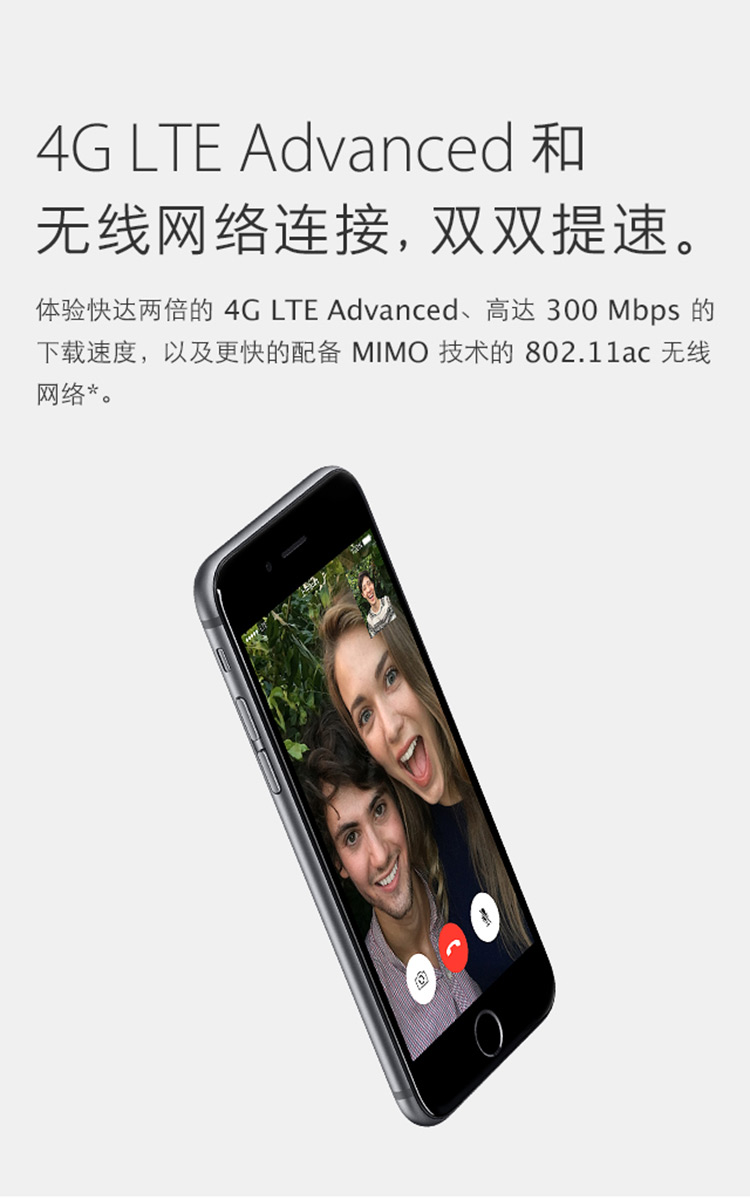 4G LTE Advanced 和
无线网络连接，双双提速。
体验快达两倍的 4G LTE Advanced、高达 300 Mbps 的
下载速度，以及更快的配备 MIMO 技术的 802.11ac 无线
网络*。